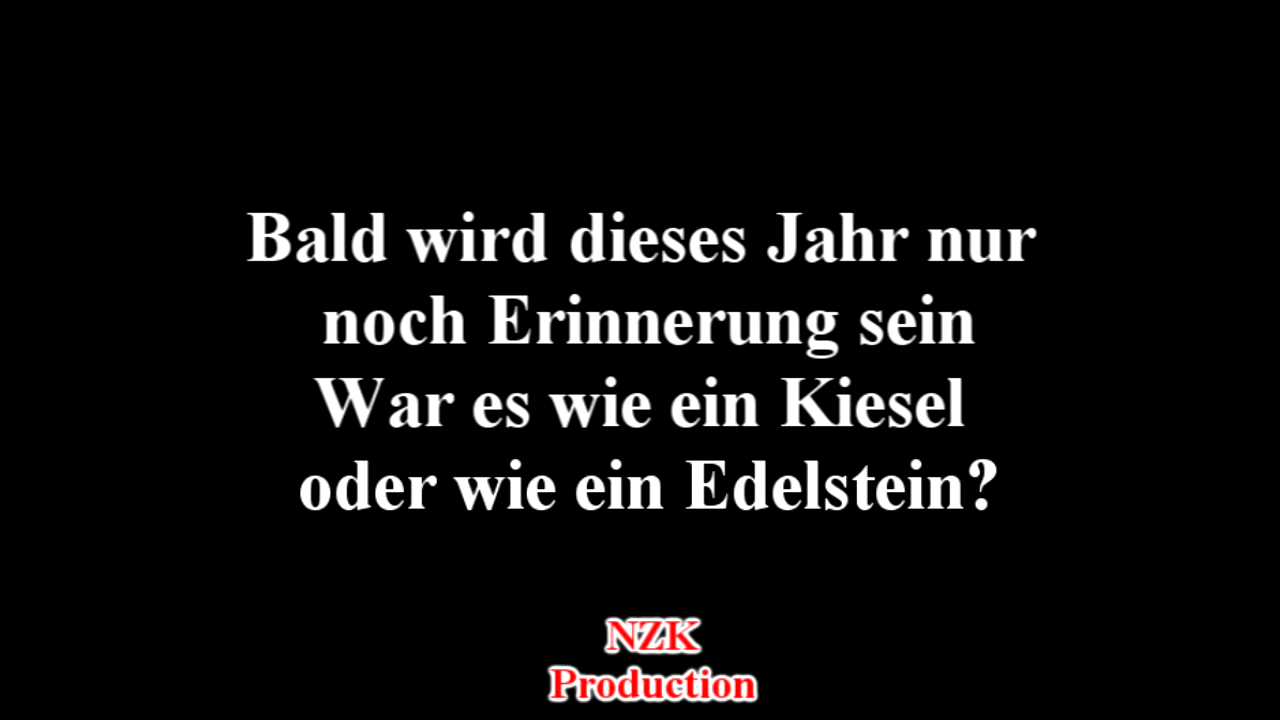 Bald wird dieses Jahr nur
noch Erinnerung sein
War es wie ein Kiesel
oder wie ein Edelstein?
NZK
Production